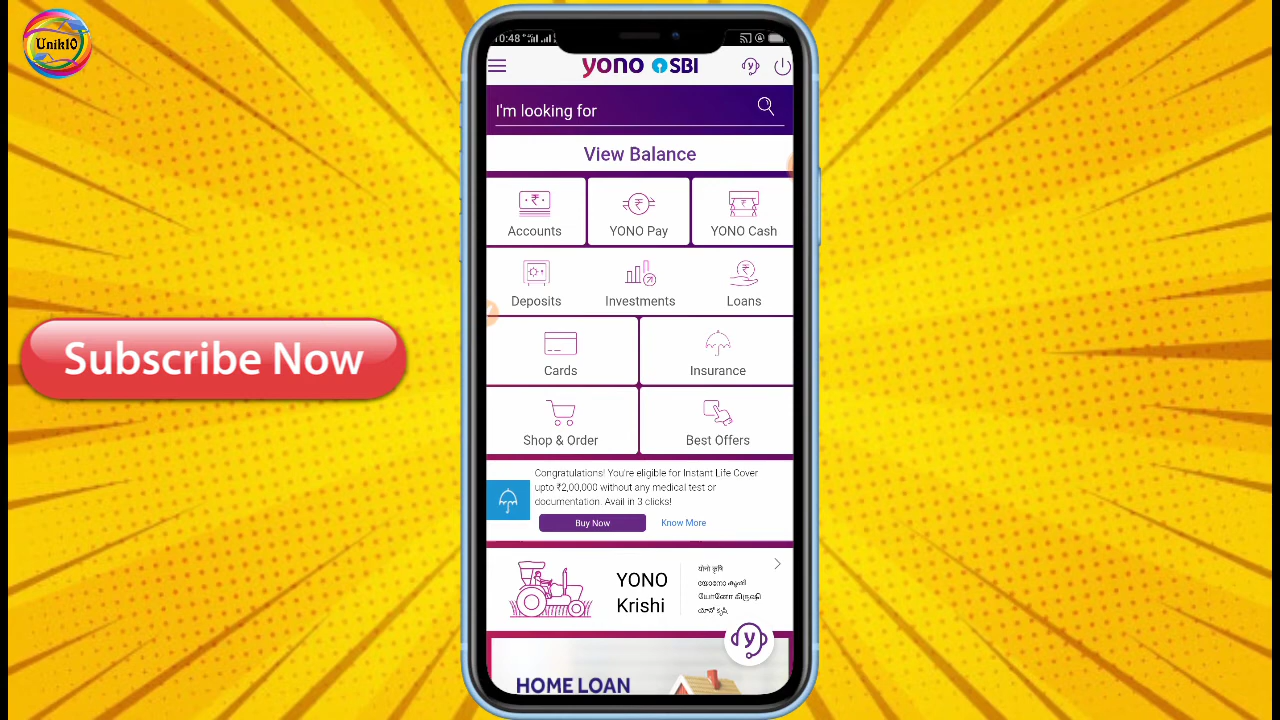 Unik10
10:48
yono SBI
I'm looking for
View Balance
Accounts
YONO Pay
YONO Cash
Deposits
Investments
Loans
Cards
Insurance
Shop & Order
Best Offers
Congratulations! You're eligible for Instant Life Cover
upto ₹2,00,000 without any medical test or
documentation. Avail in 3 clicks!
Buy Now
Know More
YONO
Krishi
योनो कृषि
యోనో కృషి
யோனோ கிருஷி
HOME LOAN
Subscribe Now